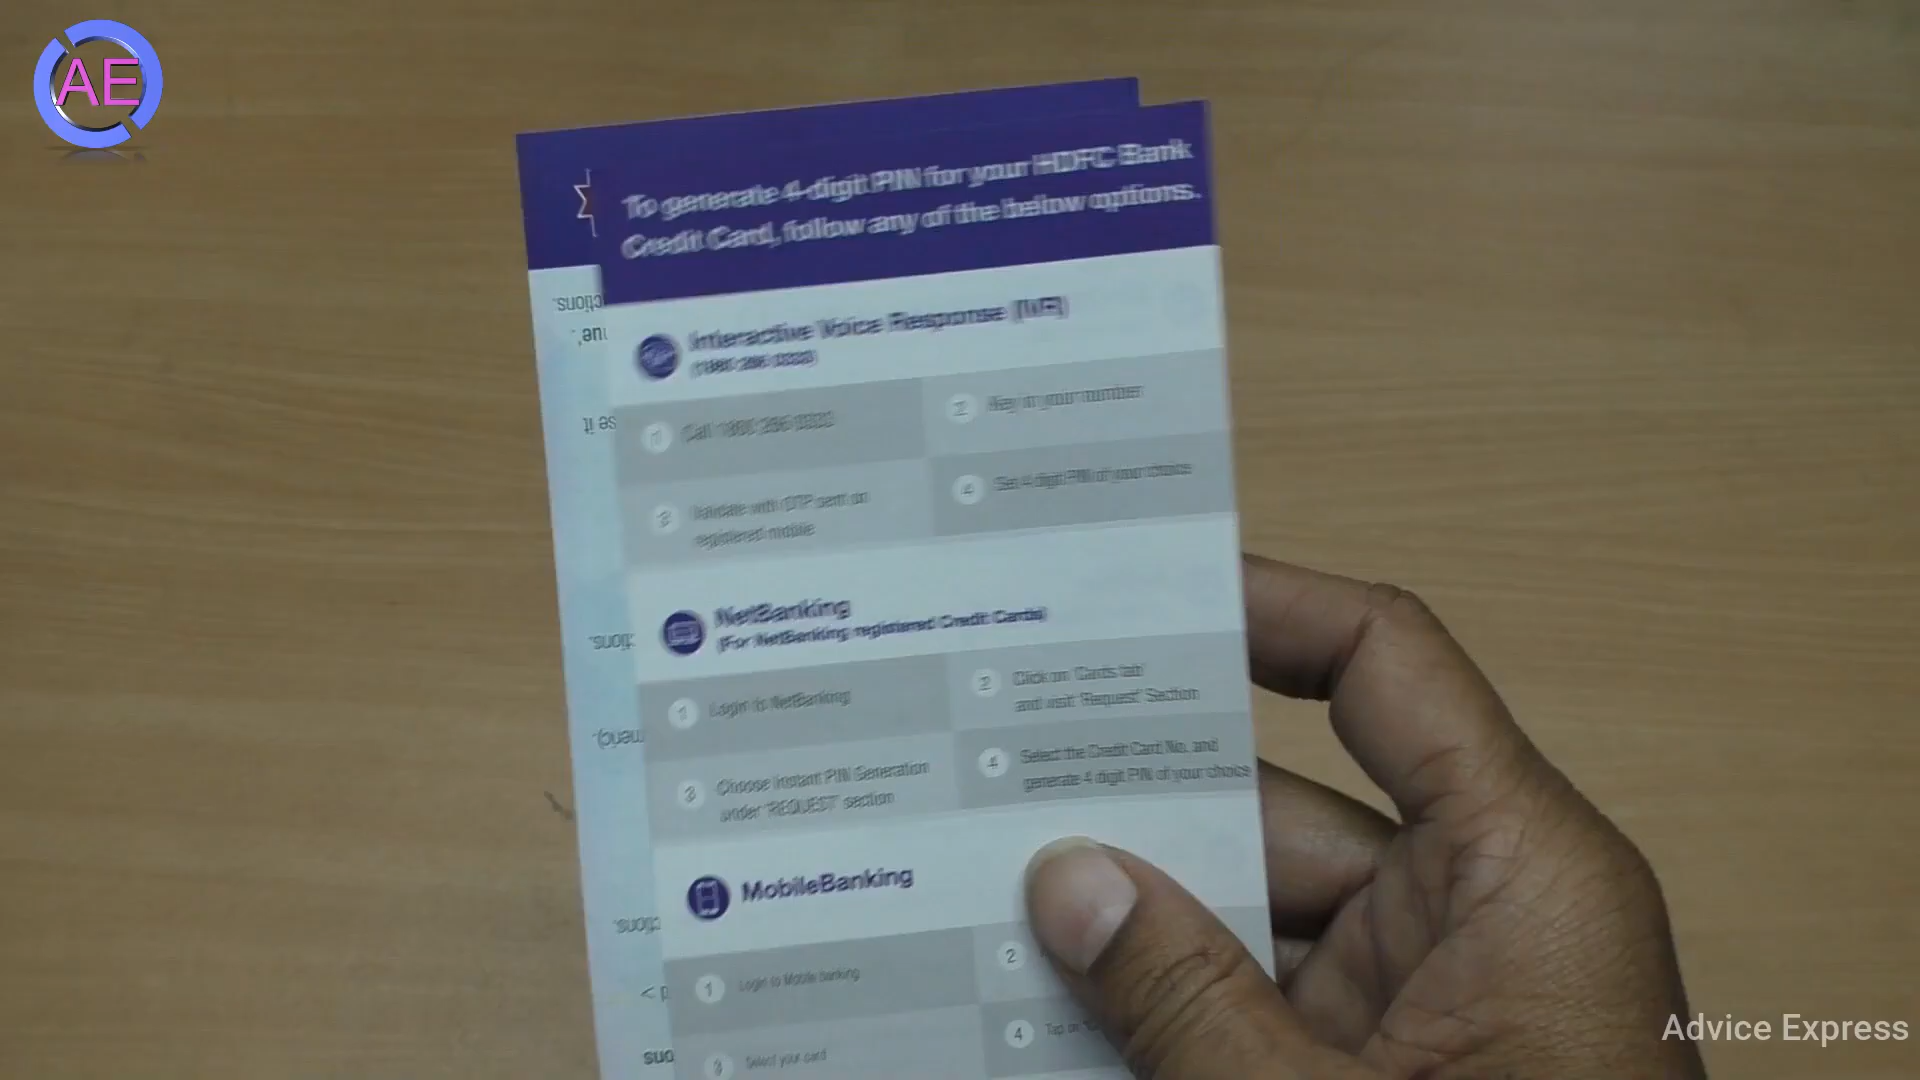 AE
To generate 4-digit PIN for your HDFC Bank
Credit Card, follow any of the below options.
Interactive Voice Response (IVR)
1 Call
2 Key in your number
3 Validate with OTP sent on
registered mobile
4 Set 4 digit PIN of your choice
NetBanking
(For NetBanking registered Credit Cards)
1 Login to NetBanking
2 Click on 'Cards tab
and visit 'Request' Section
3 Choose Instant PIN Generation
under 'REQUEST' section
4 Select the Credit Card No. and
generate 4 digit PIN of your choice
MobileBanking
1 Login to Mobile banking
2
3 Select your card
4 Tap on
Advice Express